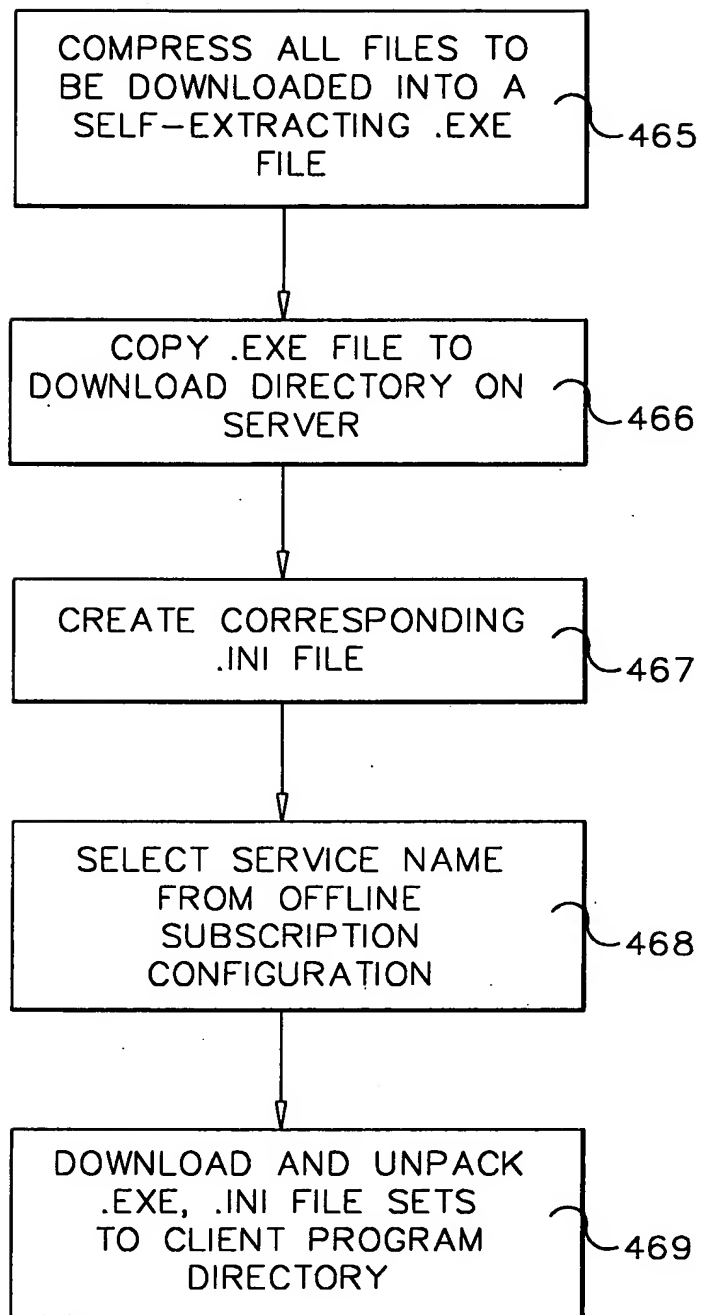 COMPRESS ALL FILES TO
BE DOWNLOADED INTO A
SELF-EXTRACTING .EXE
FILE
465
COPY .EXE FILE TO
DOWNLOAD DIRECTORY ON
SERVER
466
CREATE CORRESPONDING
.INI FILE
467
SELECT SERVICE NAME
FROM OFFLINE
SUBSCRIPTION
CONFIGURATION
468
DOWNLOAD AND UNPACK
.EXE, .INI FILE SETS
TO CLIENT PROGRAM
DIRECTORY
469